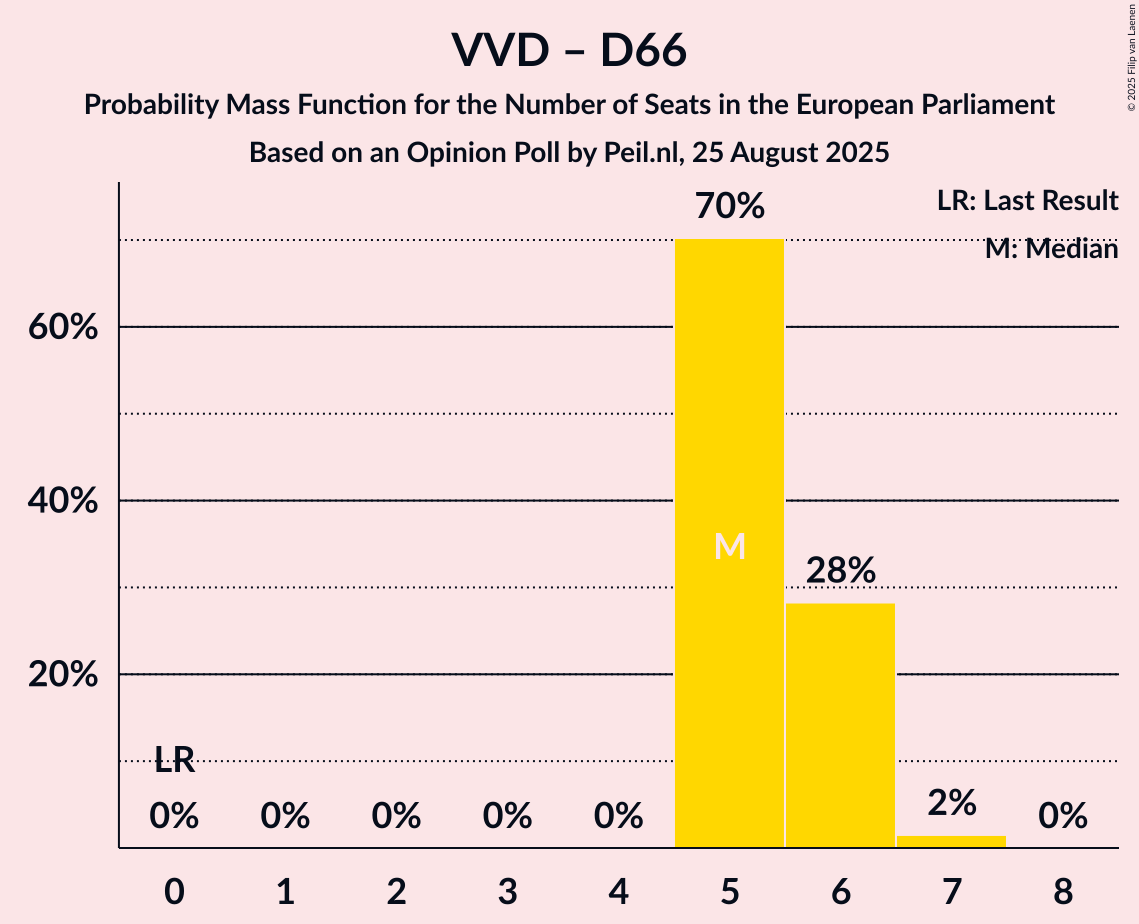 VVD – D66
Probability Mass Function for the Number of Seats in the European Parliament
Based on an Opinion Poll by Peil.nl, 25 August 2025
© 2025 Filip van Laenen
LR: Last Result
M: Median
70%
60%
40%
M
28%
20%
LR
0% 0% 0% 0% 0% 2% 0%
0 1 2 3 4 5 6 7 8